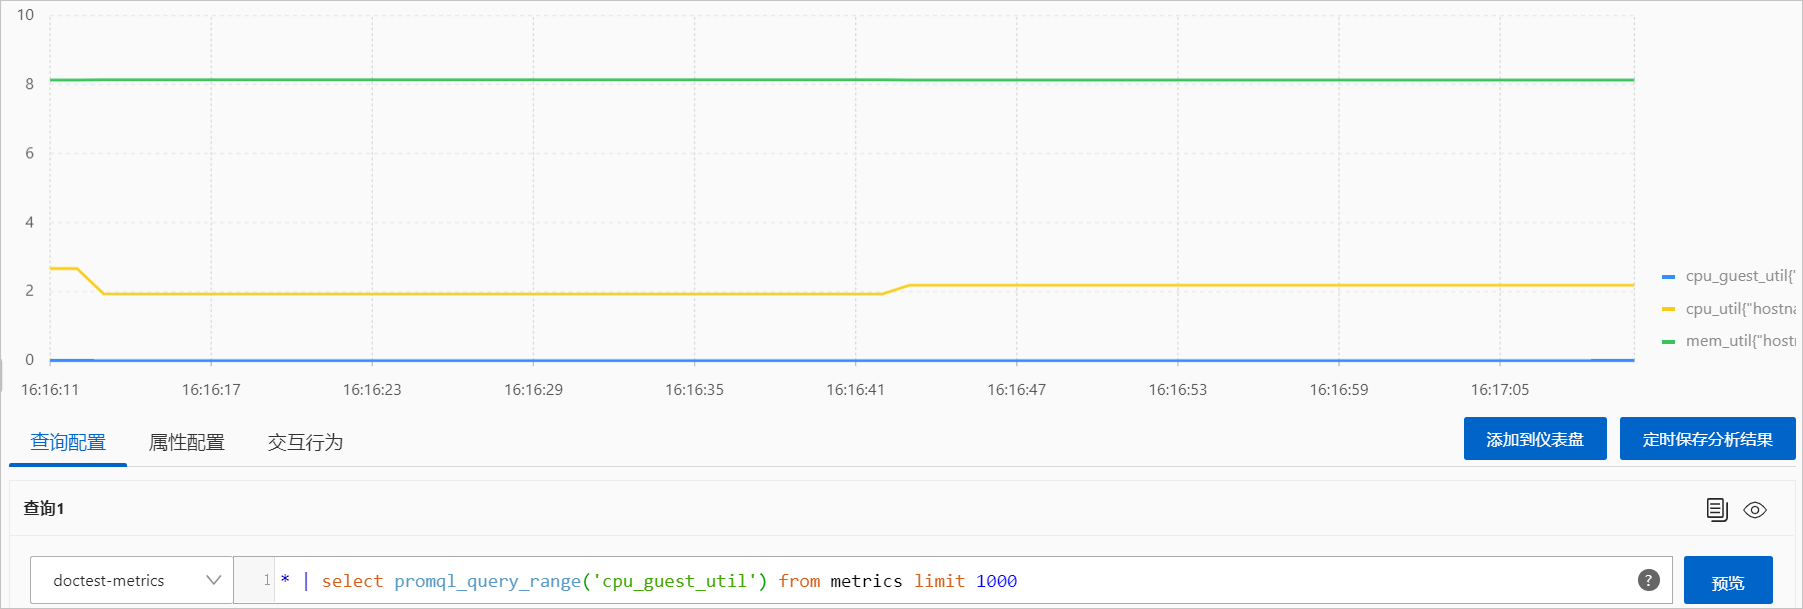 10
8
6
4
2
0
16:16:11 16:16:17 16:16:23 16:16:29 16:16:35 16:16:41 16:16:47 16:16:53 16:16:59 16:17:05
cpu_guest_util{"
cpu_util{"hostna
mem_util{"host
查询配置 属性配置 交互行为 添加到仪表盘 定时保存分析结果
查询1
doctest-metrics 1 * | select promql_query_range('cpu_guest_util') from metrics limit 1000 ? 预览